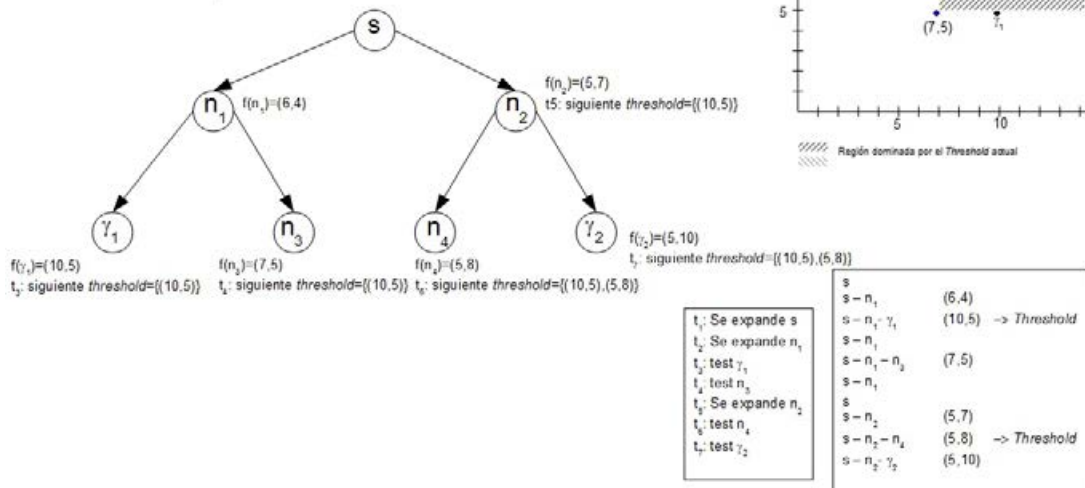 s
n₁
f(n₁)=(6,4)
n₂
f(n₂)=(5,7)
t5: siguiente threshold={(10,5)}
γ₁
n₃
n₄
γ₂
f(γ₁)=(10,5)
t₃: siguiente threshold={(10,5)}
f(n₃)=(7,5)
t₄: siguiente threshold={(10,5)}
f(n₄)=(5,8)
t₆: siguiente threshold={(10,5),(5,8)}
f(γ₂)=(5,10)
t₇: siguiente threshold={(10,5),(5,8)}
5
(7,5)
γ₁
5
10
Región dominada por el Threshold actual
t₁: Se expande s
t₂: Se expande n₁
t₃: test γ₁
t₄: test n₃
t₅: Se expande n₂
t₆: test n₄
t₇: test γ₂
s
s – n₁ (6,4)
s – n₁- γ₁ (10,5) -> Threshold
s – n₁
s – n₁ – n₃ (7,5)
s – n₁
s
s – n₂ (5,7)
s – n₂ – n₄ (5,8) -> Threshold
s – n₂- γ₂ (5,10)